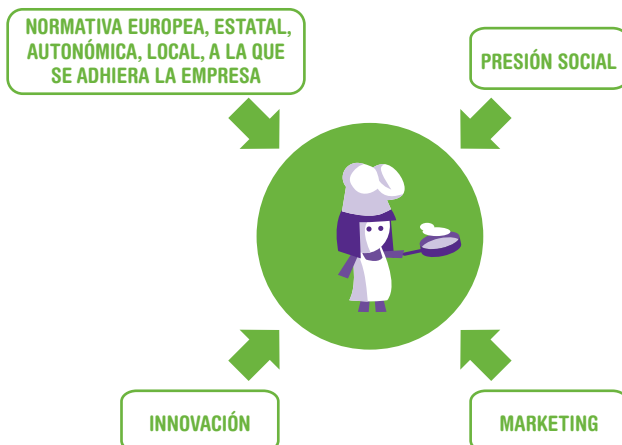 NORMATIVA EUROPEA, ESTATAL,
AUTONÓMICA, LOCAL, A LA QUE
SE ADHIERA LA EMPRESA
PRESIÓN SOCIAL
INNOVACIÓN
MARKETING